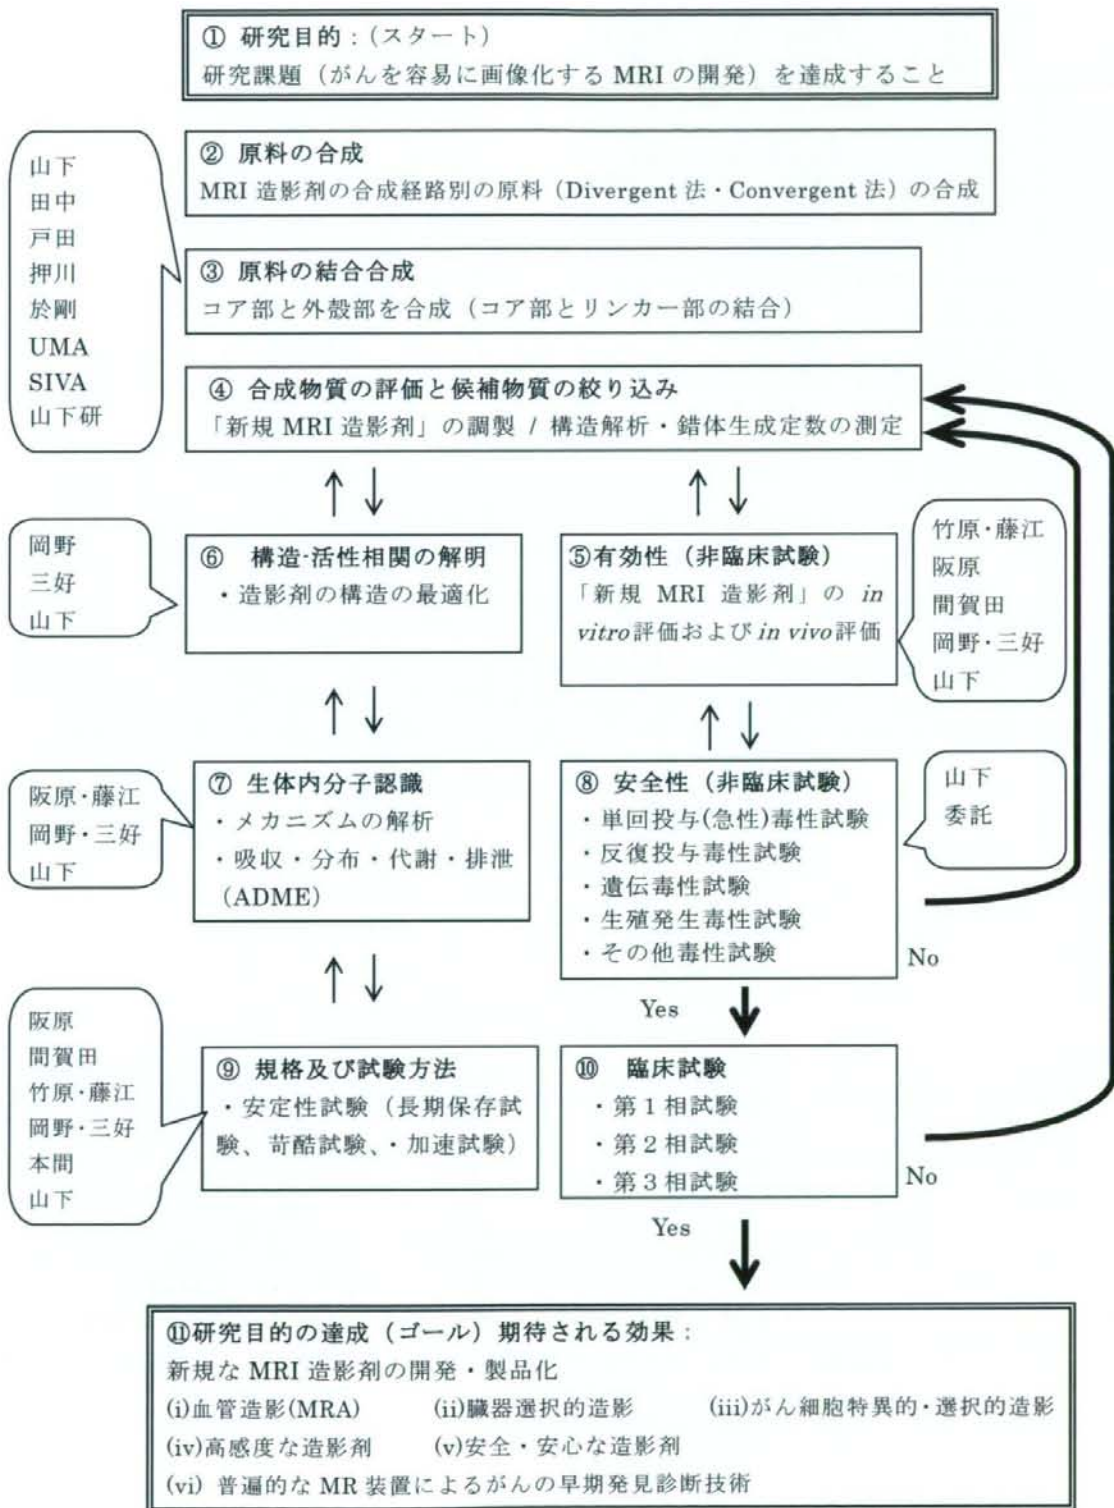 ① 研究目的:(スタート)
研究課題(がんを容易に画像化する MRI の開発)を達成すること
② 原料の合成
MRI 造影剤の合成経路別の原料(Divergent 法・Convergent 法)の合成
山下
田中
戸田
押川
於剛
UMA
SIVA
山下研
③ 原料の結合合成
コア部と外殻部を合成(コア部とリンカー部の結合)
④ 合成物質の評価と候補物質の絞り込み
「新規 MRI 造影剤」の調製 / 構造解析・錯体生成定数の測定
岡野
三好
山下
⑥ 構造-活性相関の解明
・造影剤の構造の最適化
⑤有効性(非臨床試験)
「新規 MRI 造影剤」の in
vitro評価およびin vivo評価
竹原・藤江
阪原
間賀田
岡野・三好
山下
阪原・藤江
岡野・三好
山下
⑦ 生体内分子認識
・メカニズムの解析
・吸収・分布・代謝・排泄
(ADME)
⑧ 安全性(非臨床試験)
・単回投与(急性)毒性試験
・反復投与毒性試験
・遺伝毒性試験
・生殖発生毒性試験
・その他毒性試験
山下
委託
No
Yes
阪原
間賀田
竹原・藤江
岡野・三好
本間
山下
⑨ 規格及び試験方法
・安定性試験(長期保存試
験、苛酷試験、・加速試験)
⑩ 臨床試験
・第1相試験
・第2相試験
・第3相試験
No
Yes
⑪研究目的の達成(ゴール)期待される効果:
新規な MRI 造影剤の開発・製品化
(i)血管造影(MRA) (ii)臓器選択的造影 (iii)がん細胞特異的・選択的造影
(iv)高感度な造影剤 (v)安全・安心な造影剤
(vi) 普遍的な MR 装置によるがんの早期発見診断技術